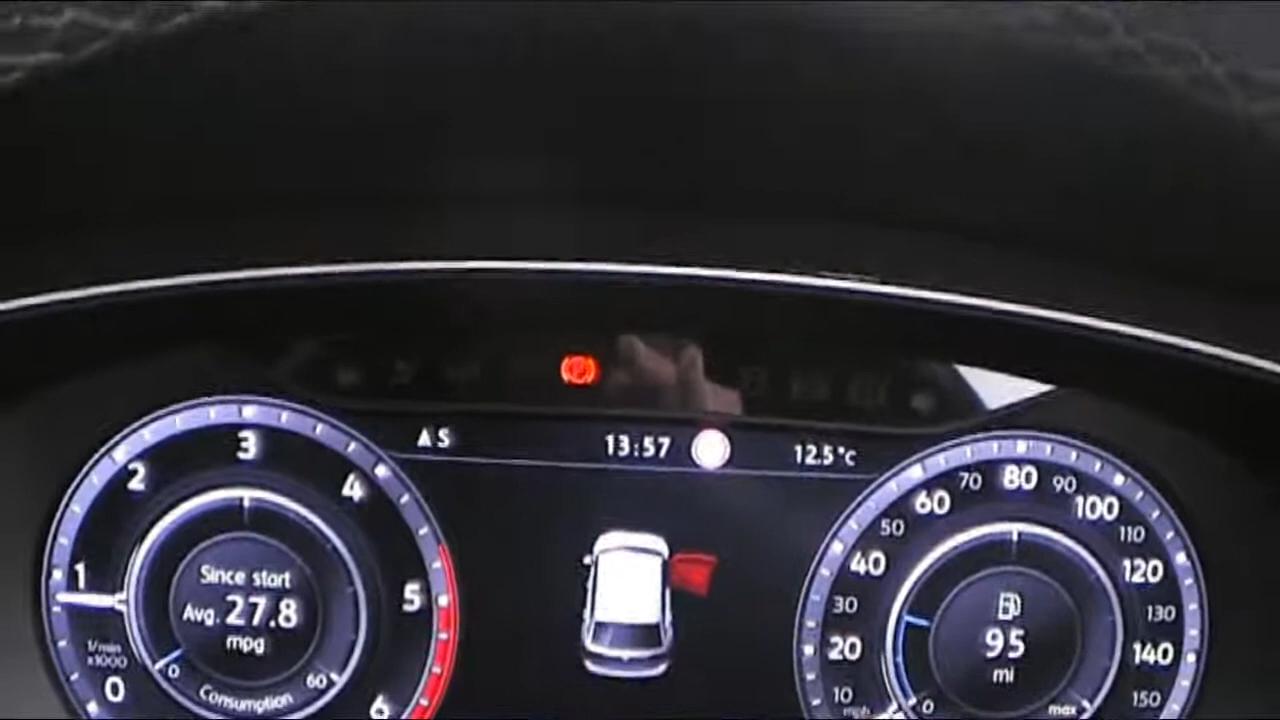 P
A S
13:57
12.5°C
0
1
2
3
4
5
6
1/min
x1000
Since start
Avg. 27.8
mpg
0
60
Consumption
10
20
30
40
50
60
70
80
90
100
110
120
130
140
150
mph
95
mi
0
max